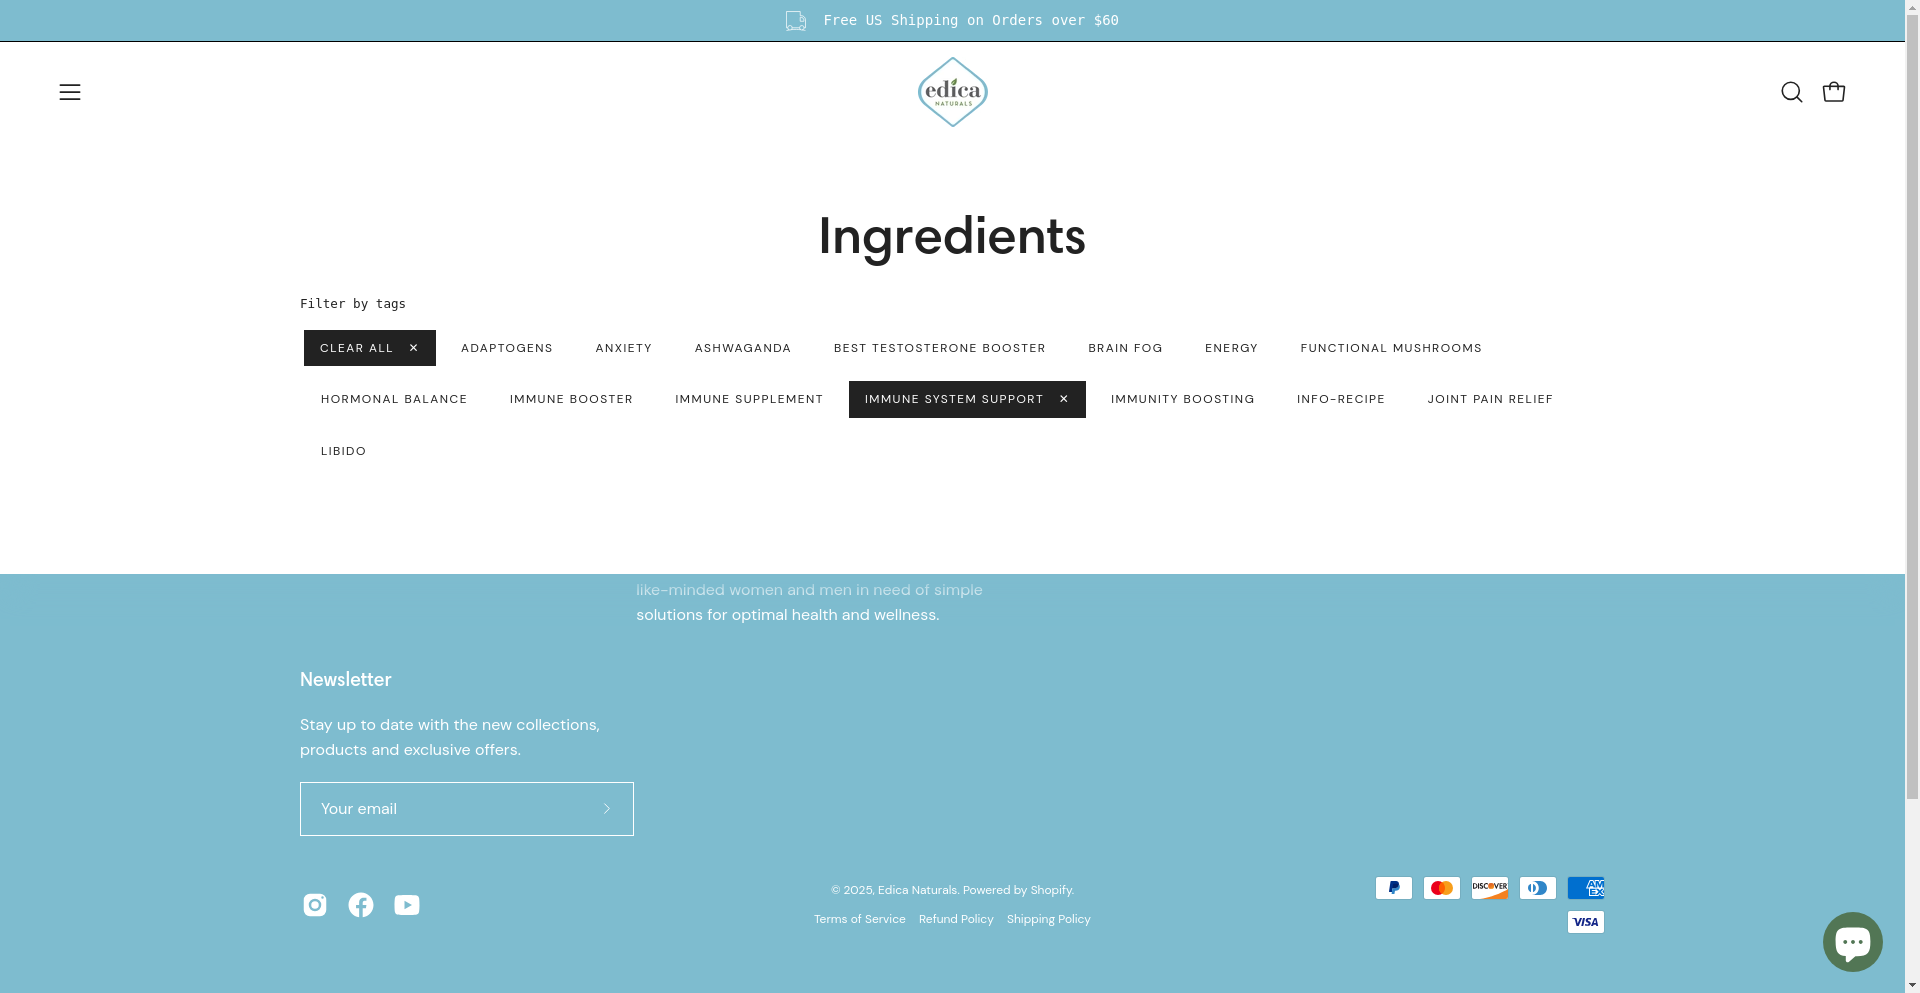 Free US Shipping on Orders over $60
edica
NATURALS
Ingredients
Filter by tags
CLEAR ALL ✕
ADAPTOGENS
ANXIETY
ASHWAGANDA
BEST TESTOSTERONE BOOSTER
BRAIN FOG
ENERGY
FUNCTIONAL MUSHROOMS
HORMONAL BALANCE
IMMUNE BOOSTER
IMMUNE SUPPLEMENT
IMMUNE SYSTEM SUPPORT ✕
IMMUNITY BOOSTING
INFO-RECIPE
JOINT PAIN RELIEF
LIBIDO
like-minded women and men in need of simple
solutions for optimal health and wellness.
Newsletter
Stay up to date with the new collections,
products and exclusive offers.
Your email
© 2025, Edica Naturals. Powered by Shopify.
Terms of Service Refund Policy Shipping Policy
DISCOVER
AM
EX
VISA